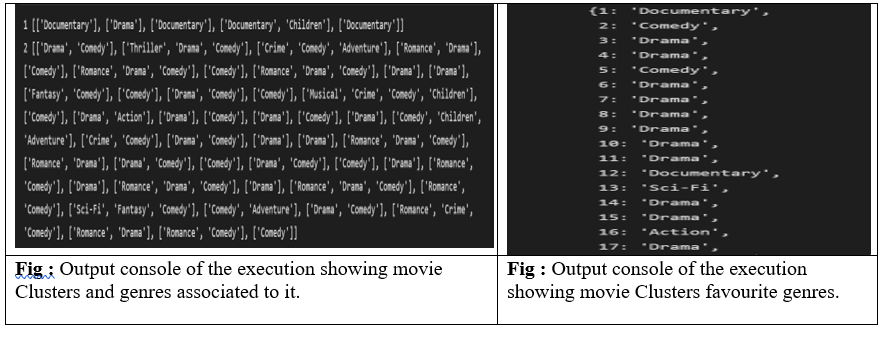 1 [['Documentary'], ['Drama'], ['Documentary'], ['Documentary', 'Children'], ['Documentary']]
2 [['Drama', 'Comedy'], ['Thriller', 'Drama', 'Comedy'], ['Crime', 'Comedy', 'Adventure'], ['Romance', 'Drama'],
['Comedy'], ['Romance', 'Drama', 'Comedy'], ['Comedy'], ['Romance', 'Drama', 'Comedy'], ['Drama'], ['Drama'],
['Fantasy', 'Comedy'], ['Comedy'], ['Drama', 'Comedy'], ['Comedy'], ['Musical', 'Crime', 'Comedy', 'Children'],
['Comedy'], ['Drama', 'Action'], ['Drama'], ['Comedy'], ['Drama'], ['Comedy'], ['Drama'], ['Comedy', 'Children',
'Adventure'], ['Crime', 'Comedy'], ['Drama', 'Comedy'], ['Drama'], ['Drama'], ['Romance', 'Drama', 'Comedy'],
['Romance', 'Drama'], ['Drama', 'Comedy'], ['Comedy'], ['Drama', 'Comedy'], ['Comedy'], ['Drama'], ['Romance',
'Comedy'], ['Drama'], ['Romance', 'Drama', 'Comedy'], ['Drama'], ['Romance', 'Drama', 'Comedy'], ['Romance',
'Comedy'], ['Sci-Fi', 'Fantasy', 'Comedy'], ['Comedy', 'Adventure'], ['Drama', 'Comedy'], ['Romance', 'Crime',
'Comedy'], ['Romance', 'Drama'], ['Romance', 'Comedy'], ['Comedy']]
Fig : Output console of the execution showing movie
Clusters and genres associated to it.
{1: 'Documentary',
2: 'Comedy',
3: 'Drama',
4: 'Drama',
5: 'Comedy',
6: 'Drama',
7: 'Drama',
8: 'Drama',
9: 'Drama',
10: 'Drama',
11: 'Drama',
12: 'Documentary',
13: 'Sci-Fi',
14: 'Drama',
15: 'Drama',
16: 'Action',
17: 'Drama',
Fig : Output console of the execution
showing movie Clusters favourite genres.